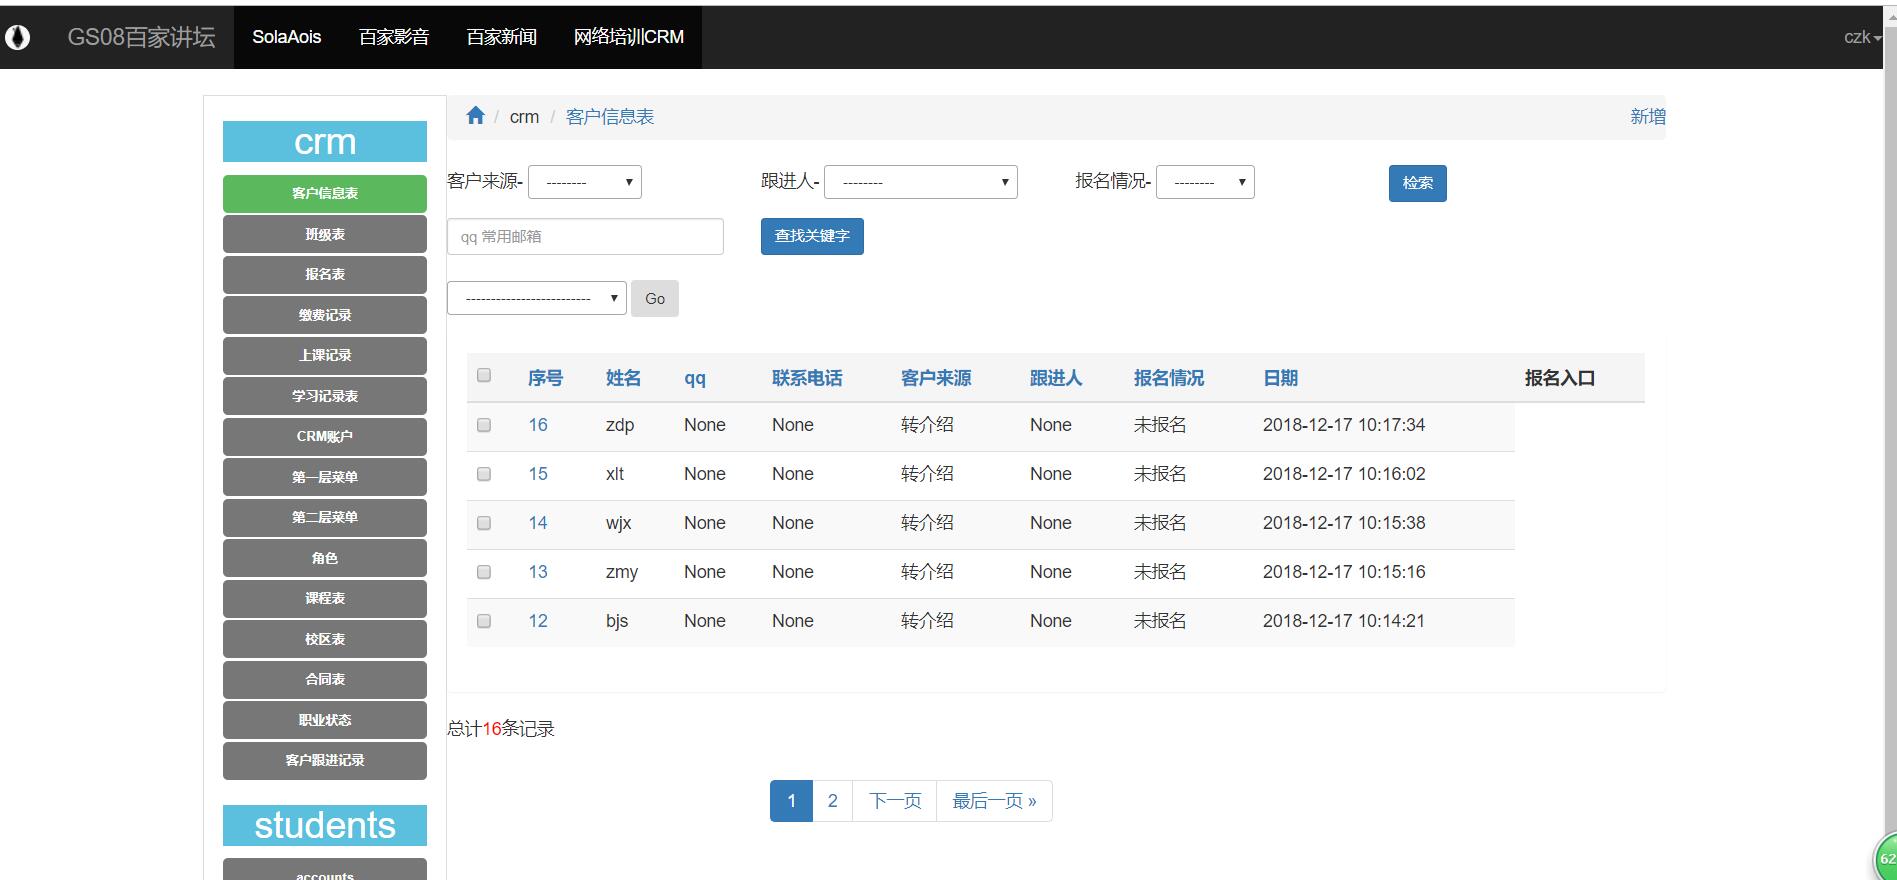 GS08百家讲坛 SolaAois 百家影音 百家新闻 网络培训CRM czk
crm / 客户信息表 新增
crm
客户信息表
班级表
报名表
缴费记录
上课记录
学习记录表
CRM账户
第一层菜单
第二层菜单
角色
课程表
校区表
合同表
职业状态
客户跟进记录
students
accounts
客户来源- -------- 跟进人- -------- 报名情况- -------- 检索
qq 常用邮箱 查找关键字
------------------------- Go
序号 姓名 qq 联系电话 客户来源 跟进人 报名情况 日期 报名入口
16 zdp None None 转介绍 None 未报名 2018-12-17 10:17:34
15 xlt None None 转介绍 None 未报名 2018-12-17 10:16:02
14 wjx None None 转介绍 None 未报名 2018-12-17 10:15:38
13 zmy None None 转介绍 None 未报名 2018-12-17 10:15:16
12 bjs None None 转介绍 None 未报名 2018-12-17 10:14:21
总计16条记录
1 2 下一页 最后一页 »
62